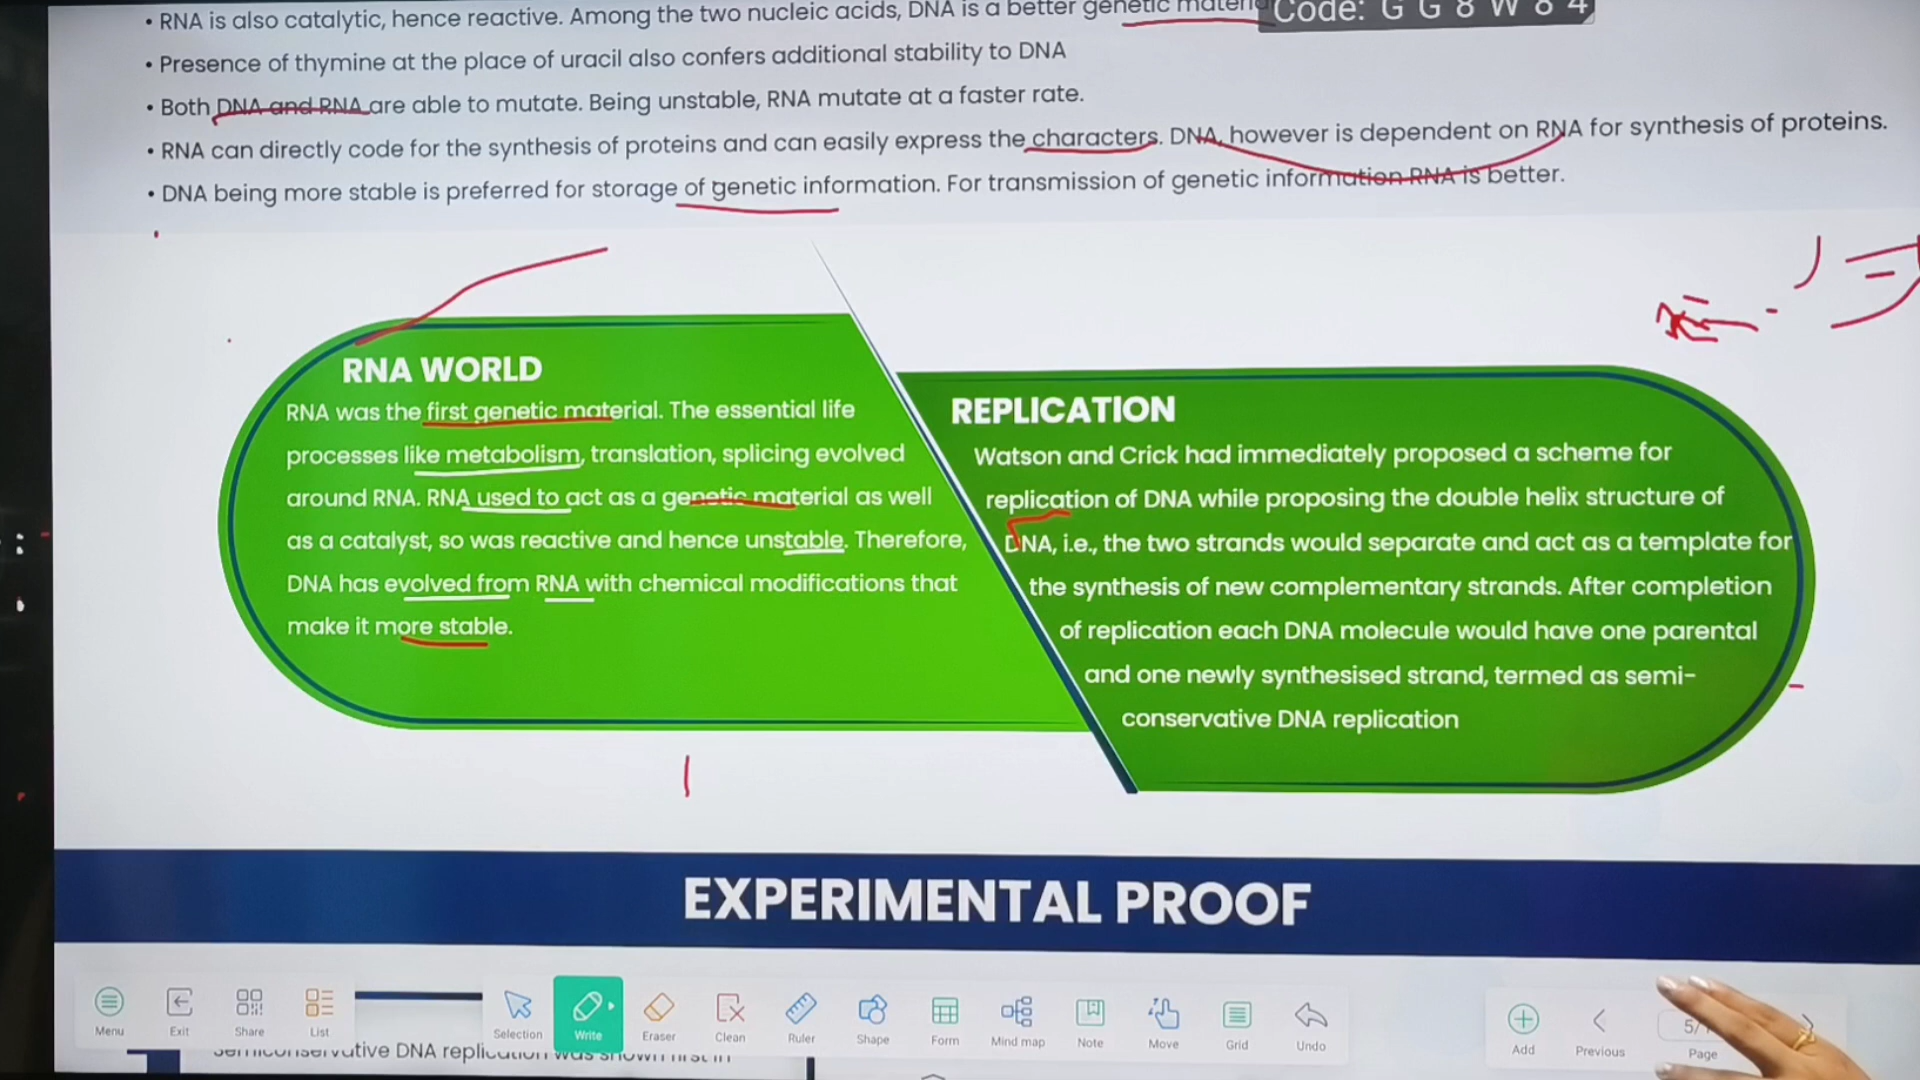 • RNA is also catalytic, hence reactive. Among the two nucleic acids, DNA is a better genetic
Code: G G 8 W 8 4
• Presence of thymine at the place of uracil also confers additional stability to DNA
• Both DNA and RNA are able to mutate. Being unstable, RNA mutate at a faster rate.
• RNA can directly code for the synthesis of proteins and can easily express the characters. DNA, however is dependent on RNA for synthesis of proteins.
• DNA being more stable is preferred for storage of genetic information. For transmission of genetic information RNA is better.
RNA WORLD
RNA was the first genetic material. The essential life
processes like metabolism, translation, splicing evolved
around RNA. RNA used to act as a genetic material as well
as a catalyst, so was reactive and hence unstable. Therefore,
DNA has evolved from RNA with chemical modifications that
make it more stable.
REPLICATION
Watson and Crick had immediately proposed a scheme for
replication of DNA while proposing the double helix structure of
DNA, i.e., the two strands would separate and act as a template for
the synthesis of new complementary strands. After completion
of replication each DNA molecule would have one parental
and one newly synthesised strand, termed as semi-
conservative DNA replication
EXPERIMENTAL PROOF
Menu Exit Share List Selection Write Eraser Clean Ruler Shape Form Mind map Note Move Grid Undo Add Previous 5/ Page
Semiconservative DNA replication was shown first in